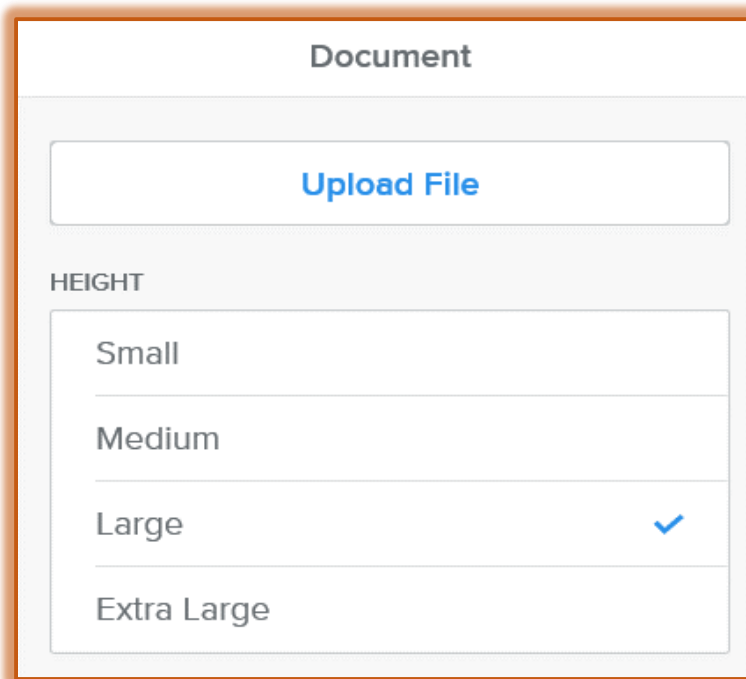 Document
Upload File
HEIGHT
Small
Medium
Large
Extra Large